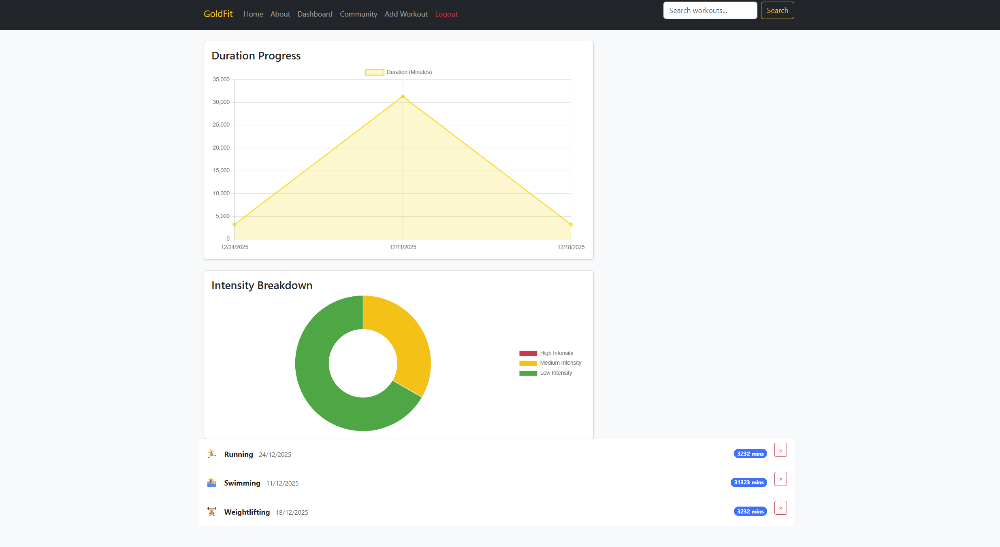 GoldFit Home About Dashboard Community Add Workout Logout Search workouts... Search
Duration Progress
Duration (Minutes)
35,000
30,000
25,000
20,000
15,000
10,000
5,000
0
12/24/2025 12/11/2025 12/18/2025
Intensity Breakdown
High Intensity
Medium Intensity
Low Intensity
Running 24/12/2025 3232 mins ×
Swimming 11/12/2025 31323 mins ×
Weightlifting 18/12/2025 3232 mins ×